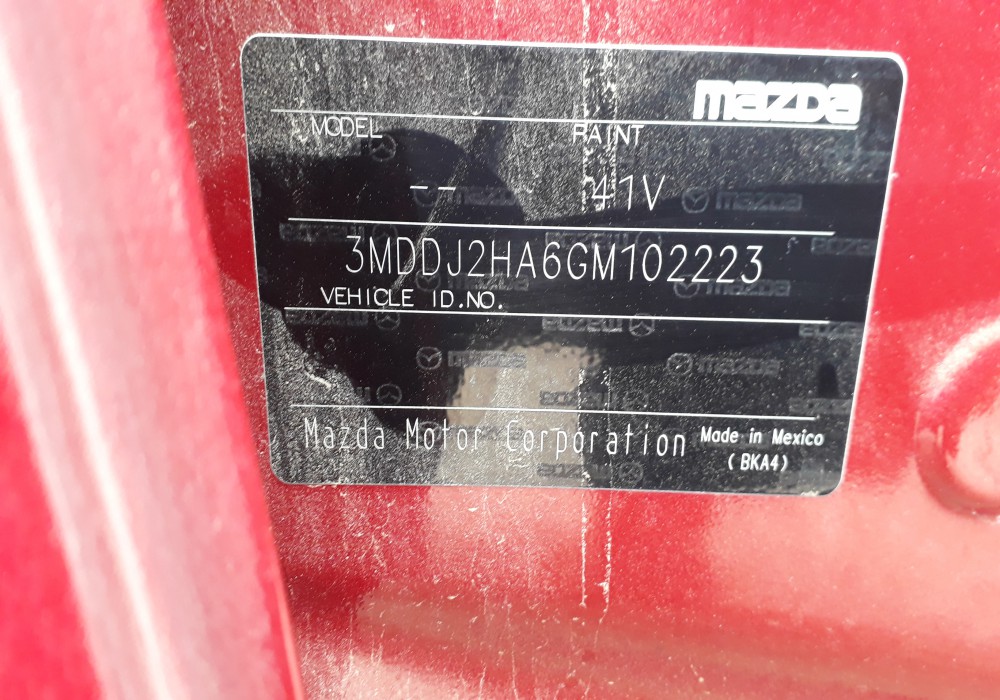 mazda
MODEL PAINT
-- 41V
3MDDJ2HA6GM102223
VEHICLE ID.NO.
Mazda Motor Corporation Made in Mexico
(BKA4)